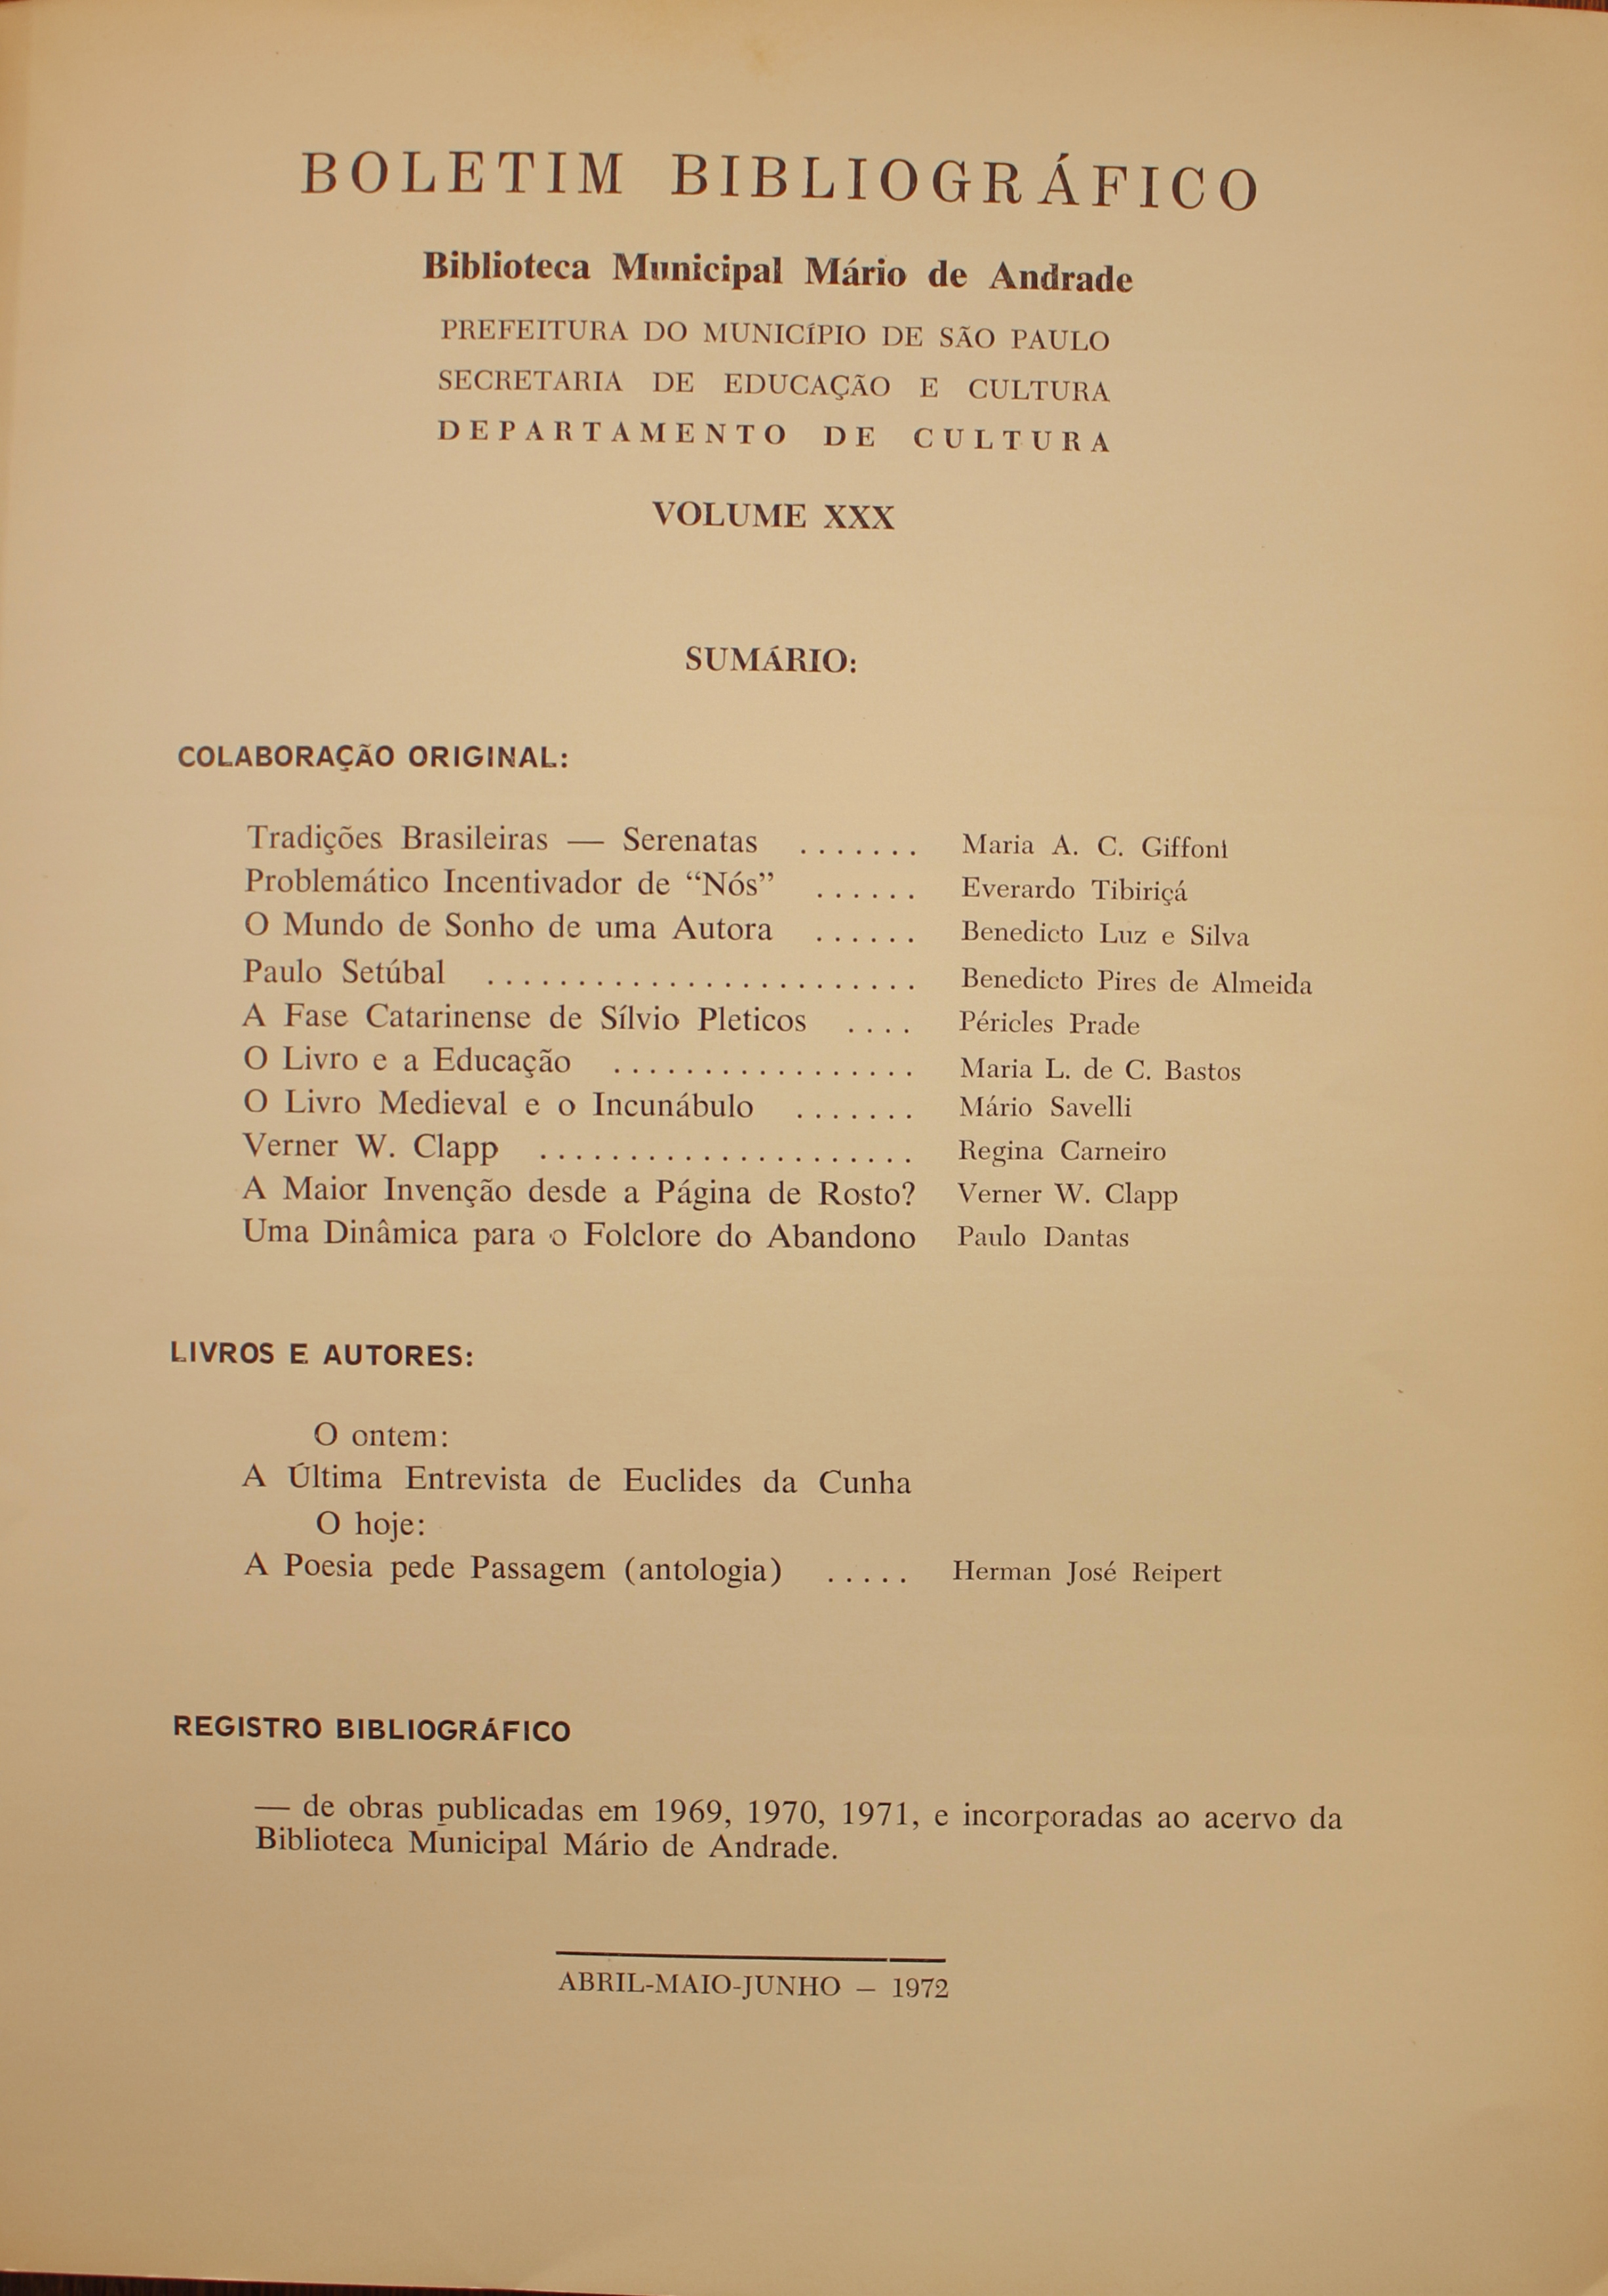 BOLETIM BIBLIOGRÁFICO
Biblioteca Municipal Mário de Andrade
PREFEITURA DO MUNICÍPIO DE SÃO PAULO
SECRETARIA DE EDUCAÇÃO E CULTURA
DEPARTAMENTO DE CULTURA
VOLUME XXX
SUMÁRIO:
COLABORAÇÃO ORIGINAL:
Tradições Brasileiras — Serenatas ....... Maria A. C. Giffoni
Problemático Incentivador de “Nós” ...... Everardo Tibiriçá
O Mundo de Sonho de uma Autora ...... Benedicto Luz e Silva
Paulo Setúbal ........................ Benedicto Pires de Almeida
A Fase Catarinense de Sílvio Pleticos .... Péricles Prade
O Livro e a Educação ................. Maria L. de C. Bastos
O Livro Medieval e o Incunábulo ....... Mário Savelli
Verner W. Clapp ..................... Regina Carneiro
A Maior Invenção desde a Página de Rosto? Verner W. Clapp
Uma Dinâmica para o Folclore do Abandono Paulo Dantas
LIVROS E AUTORES:
O ontem:
A Última Entrevista de Euclides da Cunha
O hoje:
A Poesia pede Passagem (antologia) ..... Herman José Reipert
REGISTRO BIBLIOGRÁFICO
— de obras publicadas em 1969, 1970, 1971, e incorporadas ao acervo da
Biblioteca Municipal Mário de Andrade.
ABRIL-MAIO-JUNHO – 1972